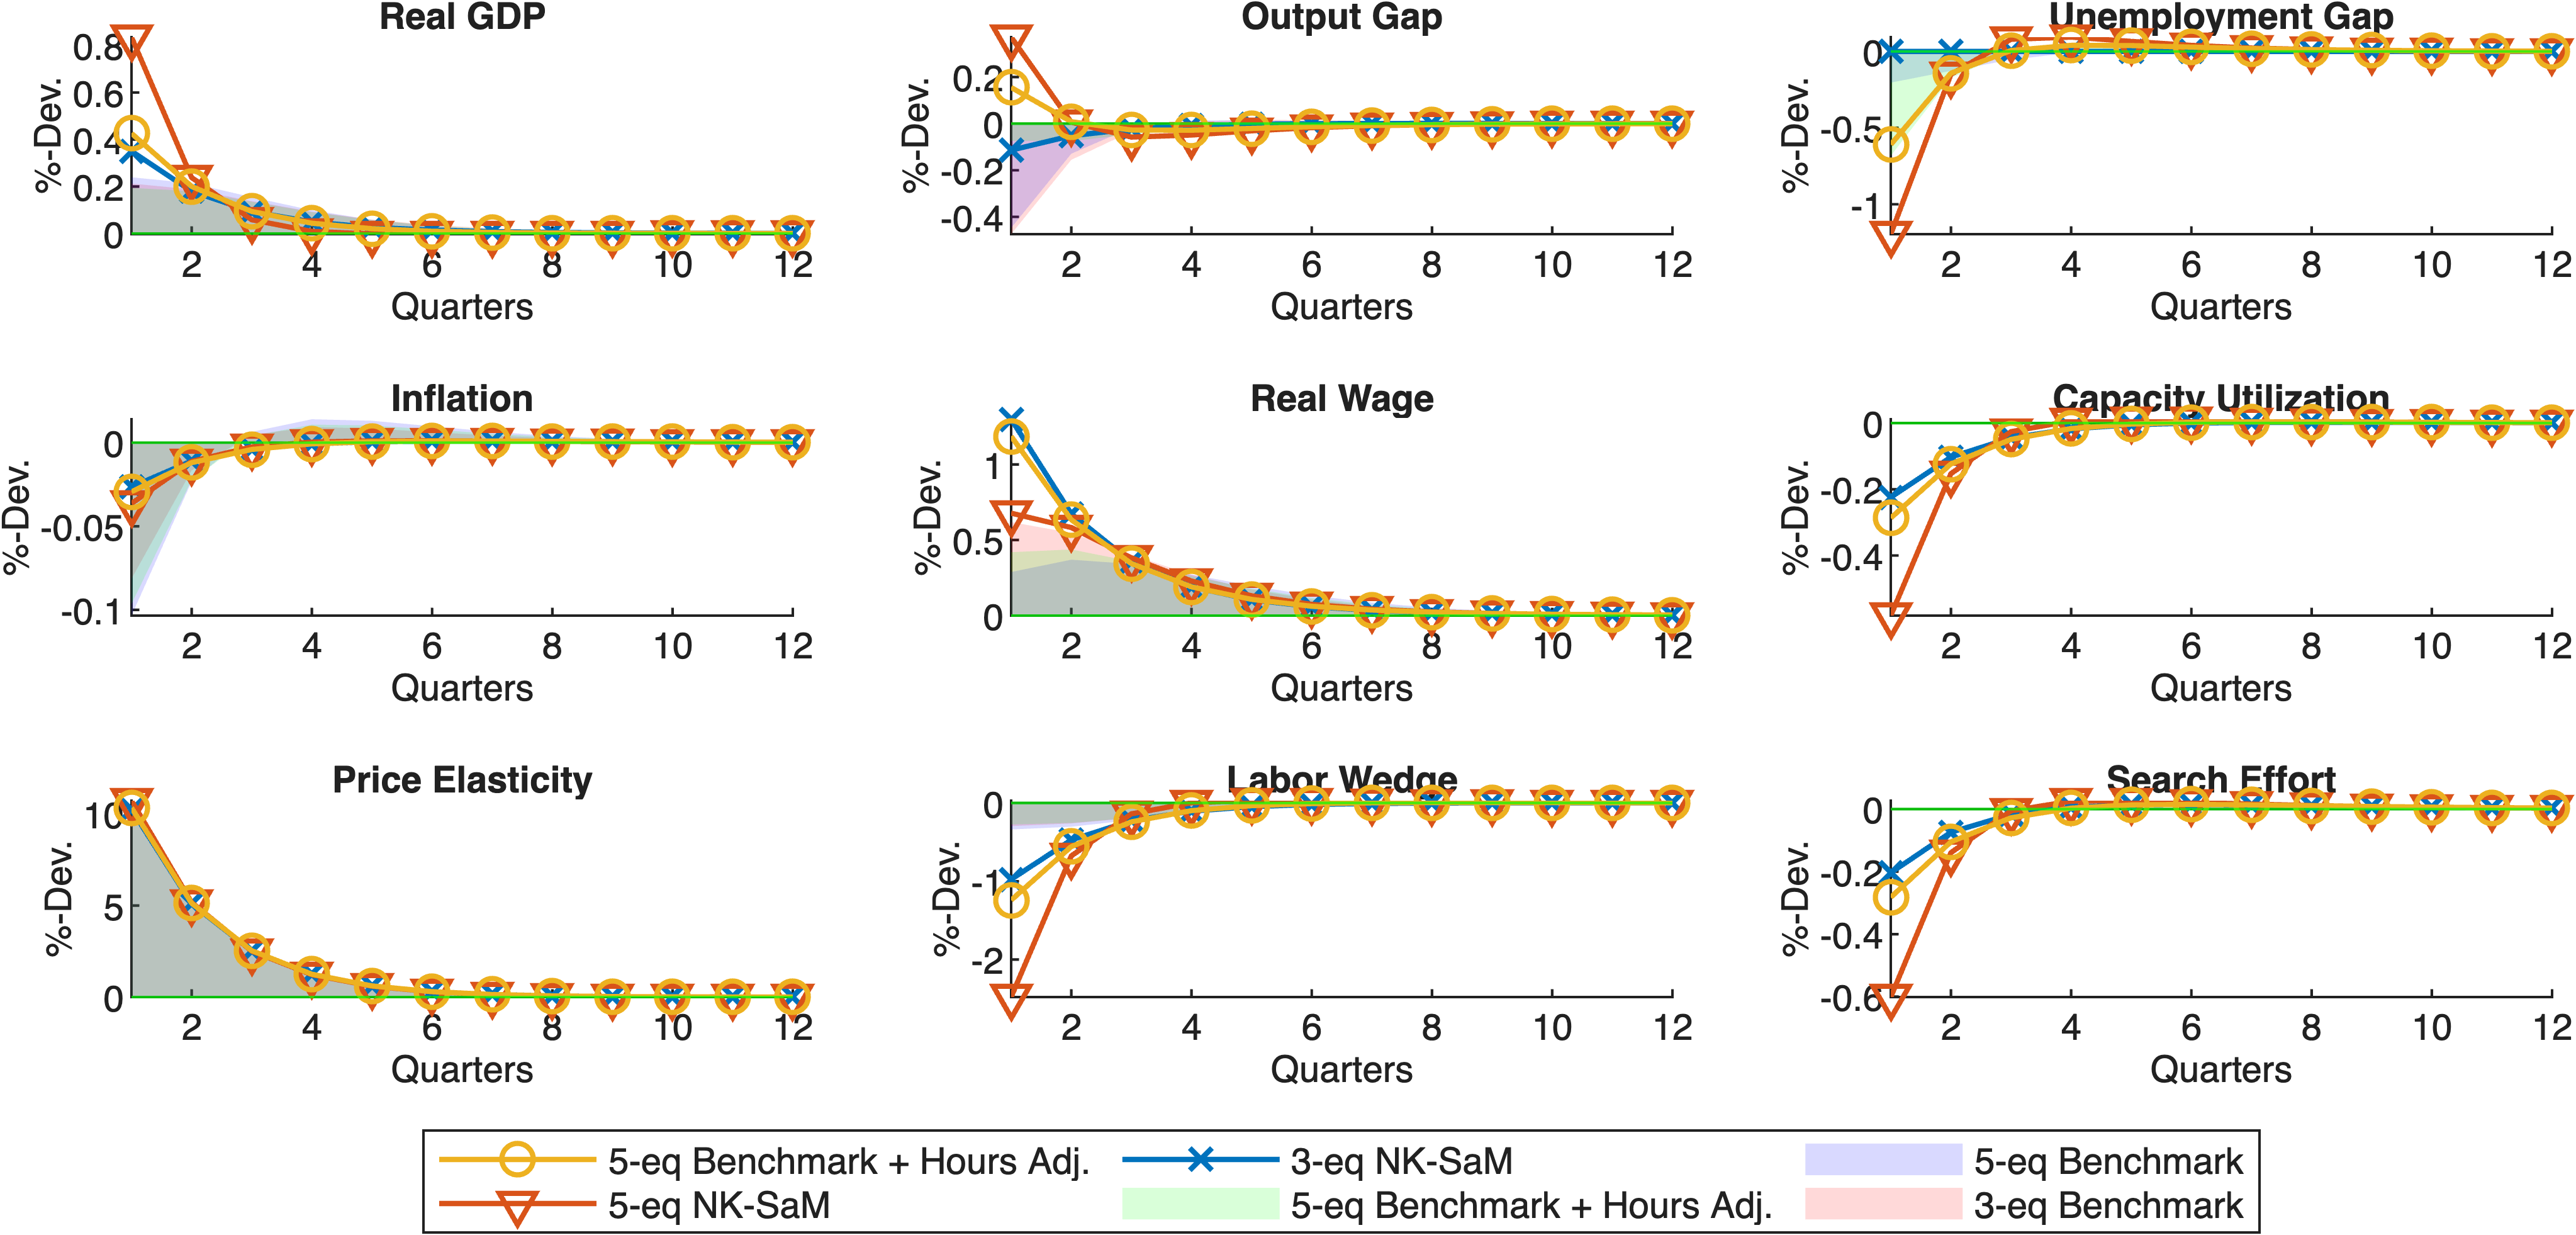 Real GDP
%-Dev.
0.8
0.6
0.4
0.2
0
2 4 6 8 10 12
Quarters
Output Gap
%-Dev.
0.2
0
-0.2
-0.4
2 4 6 8 10 12
Quarters
Unemployment Gap
%-Dev.
0
-0.5
-1
2 4 6 8 10 12
Quarters
Inflation
%-Dev.
0
-0.05
-0.1
2 4 6 8 10 12
Quarters
Real Wage
%-Dev.
1
0.5
0
2 4 6 8 10 12
Quarters
Capacity Utilization
%-Dev.
0
-0.2
-0.4
2 4 6 8 10 12
Quarters
Price Elasticity
%-Dev.
10
5
0
2 4 6 8 10 12
Quarters
Labor Wedge
%-Dev.
0
-1
-2
2 4 6 8 10 12
Quarters
Search Effort
%-Dev.
0
-0.2
-0.4
-0.6
2 4 6 8 10 12
Quarters
5-eq Benchmark + Hours Adj.
3-eq NK-SaM
5-eq Benchmark
5-eq NK-SaM
5-eq Benchmark + Hours Adj.
3-eq Benchmark